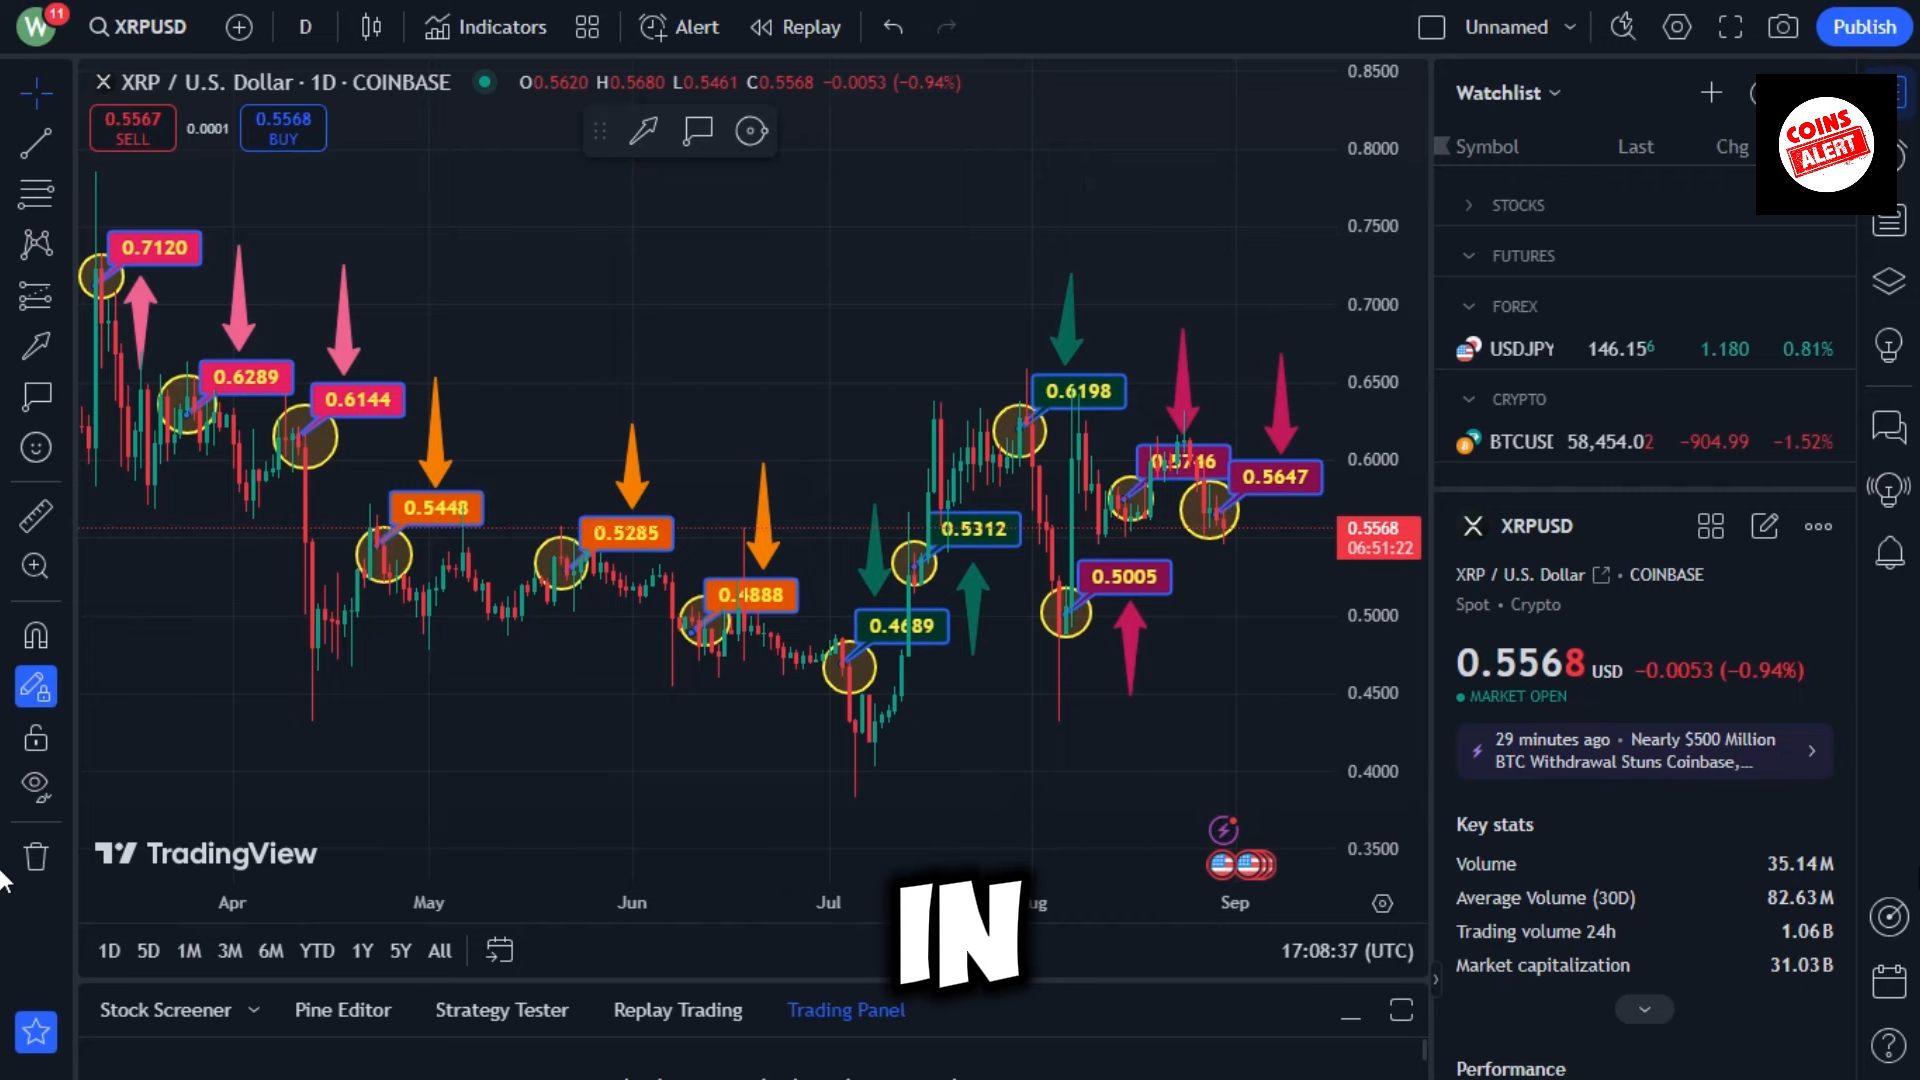 W 11 XRPUSD D Indicators Alert Replay Unnamed Publish
XRP / U.S. Dollar · 1D · COINBASE O0.5620 H0.5680 L0.5461 C0.5568 −0.0053 (−0.94%)
0.5567
SELL
0.0001
0.5568
BUY
0.8500
0.8000
0.7500
0.7000
0.6500
0.6000
0.5568
06:51:22
0.5000
0.4500
0.4000
0.3500
0.7120
0.6289
0.6144
0.5448
0.5285
0.4888
0.4689
0.5312
0.6198
0.5005
0.5746
0.5647
TradingView
Apr May Jun Jul ug Sep
IN
1D 5D 1M 3M 6M YTD 1Y 5Y All
17:08:37 (UTC)
Stock Screener Pine Editor Strategy Tester Replay Trading Trading Panel
Watchlist
COINS
ALERT
Symbol Last Chg
STOCKS
FUTURES
FOREX
USDJPY 146.156 1.180 0.81%
CRYPTO
BTCUSD 58,454.02 −904.99 −1.52%
XRPUSD
XRP / U.S. Dollar • COINBASE
Spot • Crypto
0.5568 USD −0.0053 (−0.94%)
MARKET OPEN
29 minutes ago • Nearly $500 Million
BTC Withdrawal Stuns Coinbase,...
Key stats
Volume 35.14M
Average Volume (30D) 82.63M
Trading volume 24h 1.06B
Market capitalization 31.03B
Performance